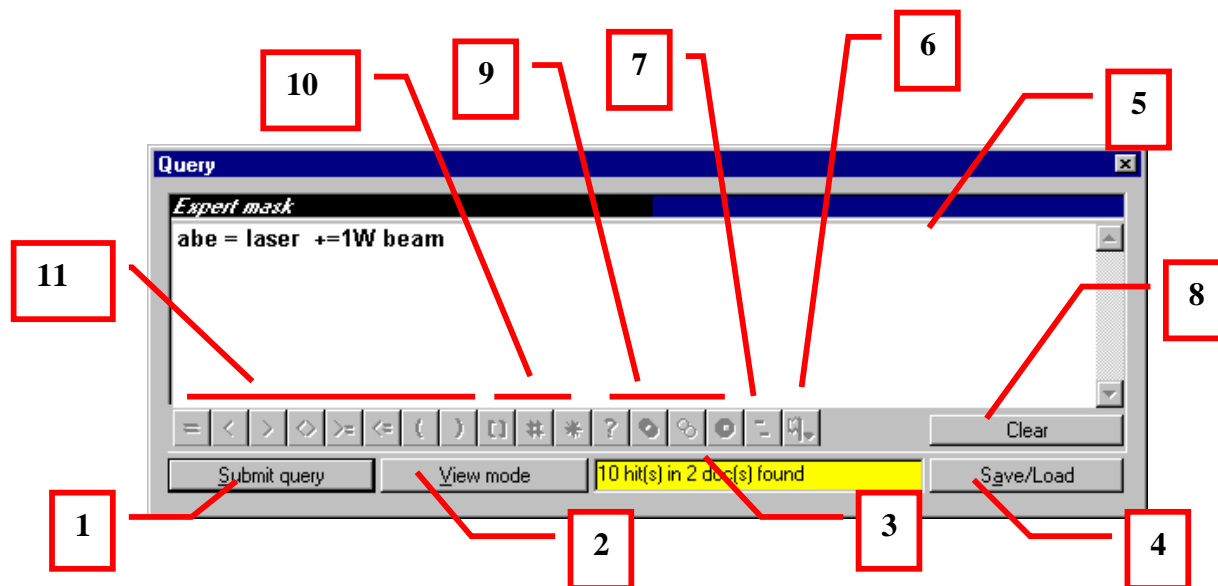 6
7
9
10
5
Query
Expert mask
abe = laser +=1W beam
11
8
= < > <> >= <= ( ) [] # * ?
Clear
Submit query View mode 10 hit(s) in 2 doc(s) found Save/Load
1
2
3
4